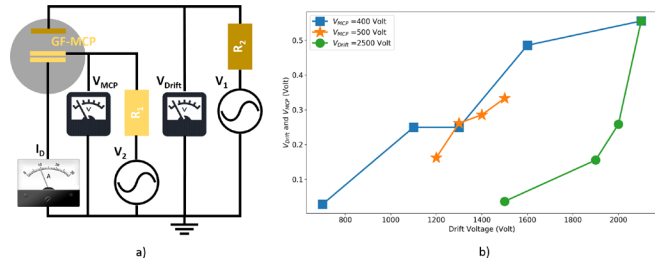 GF-MCP
R2
VMCP
VDrift
R1
V1
V2
ID
V
V
A
a)
VMCP =400 Volt
VMCP =500 Volt
VDrift =2500 Volt
VDrift and VMCP (Volt)
0.5
0.4
0.3
0.2
0.1
800
1000
1200
1400
1600
1800
2000
Drift Voltage (Volt)
b)